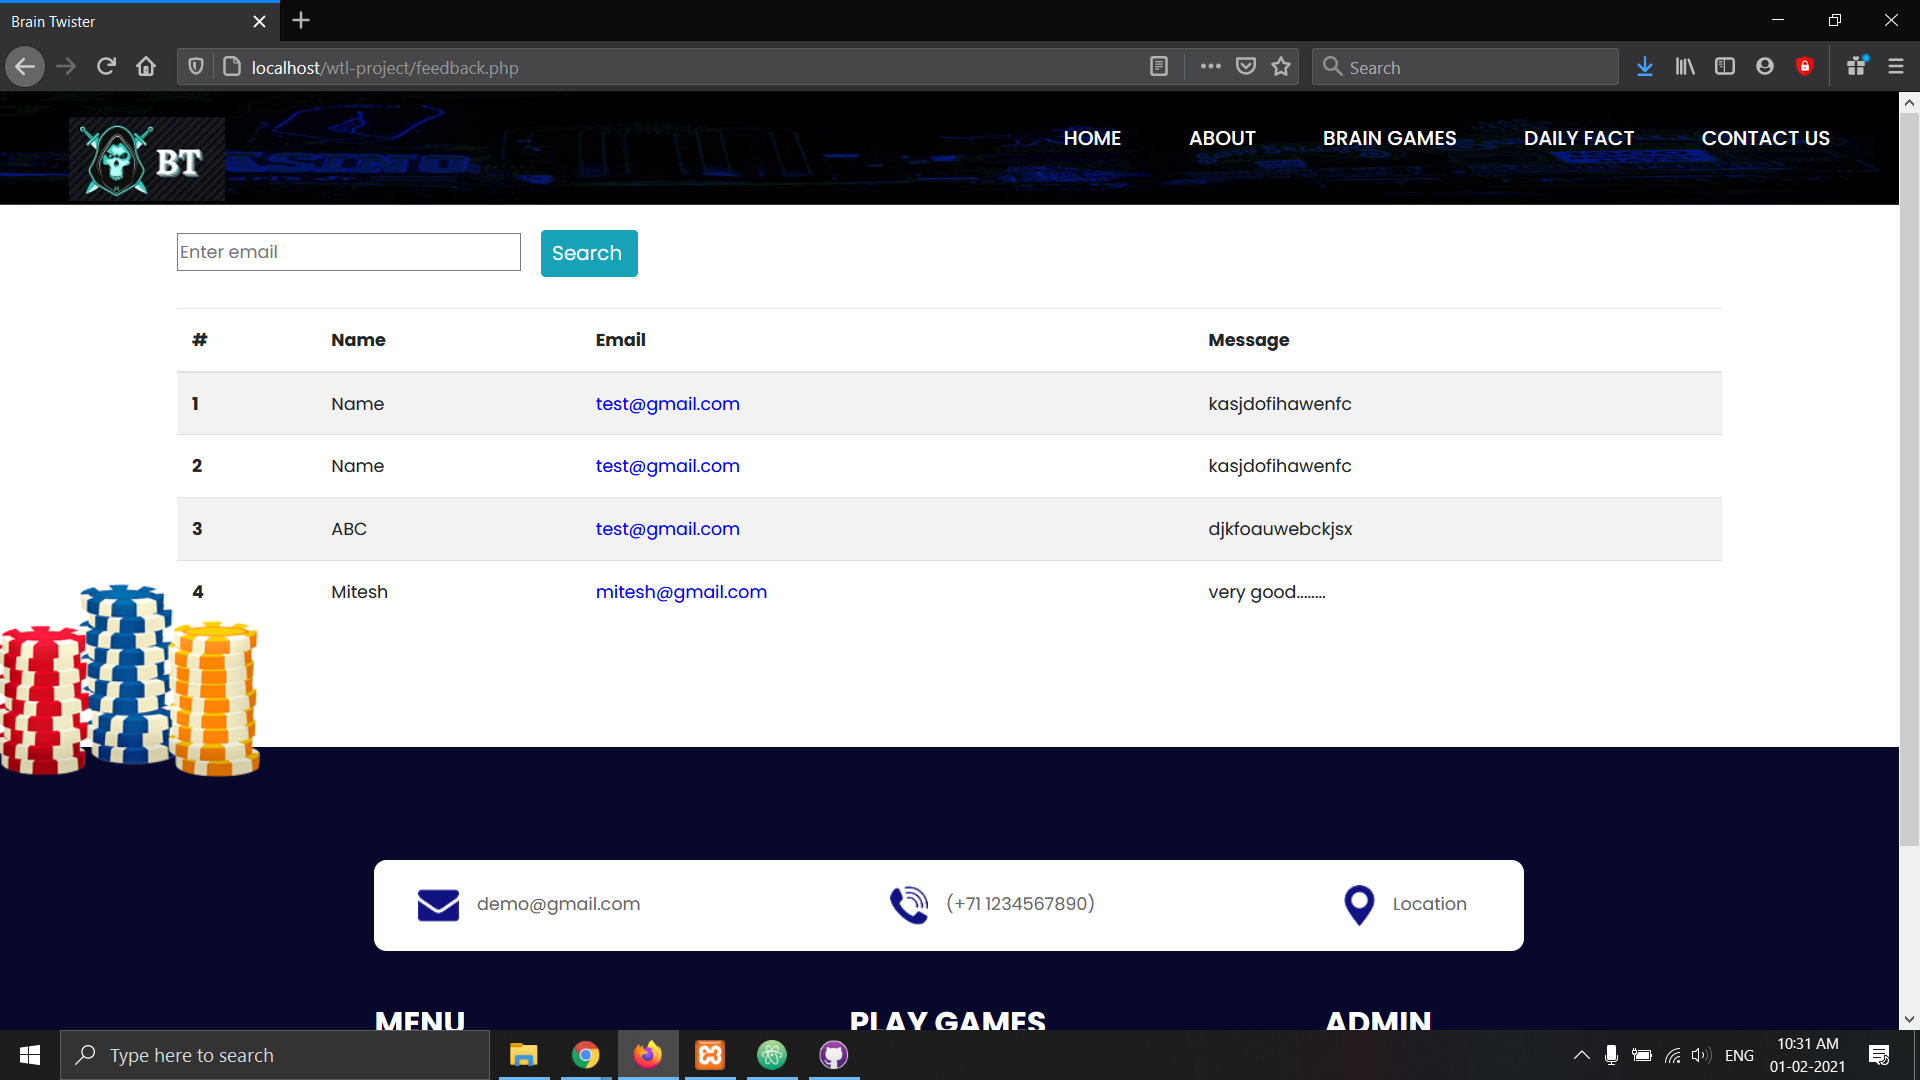 Brain Twister
localhost/wtl-project/feedback.php
Search
BT
HOME ABOUT BRAIN GAMES DAILY FACT CONTACT US
Enter email Search
# Name Email Message
1 Name test@gmail.com kasjdofihawenfc
2 Name test@gmail.com kasjdofihawenfc
3 ABC test@gmail.com djkfoauwebckjsx
4 Mitesh mitesh@gmail.com very good........
demo@gmail.com (+71 1234567890) Location
MENU PLAY GAMES ADMIN
Type here to search
ENG
10:31 AM
01-02-2021